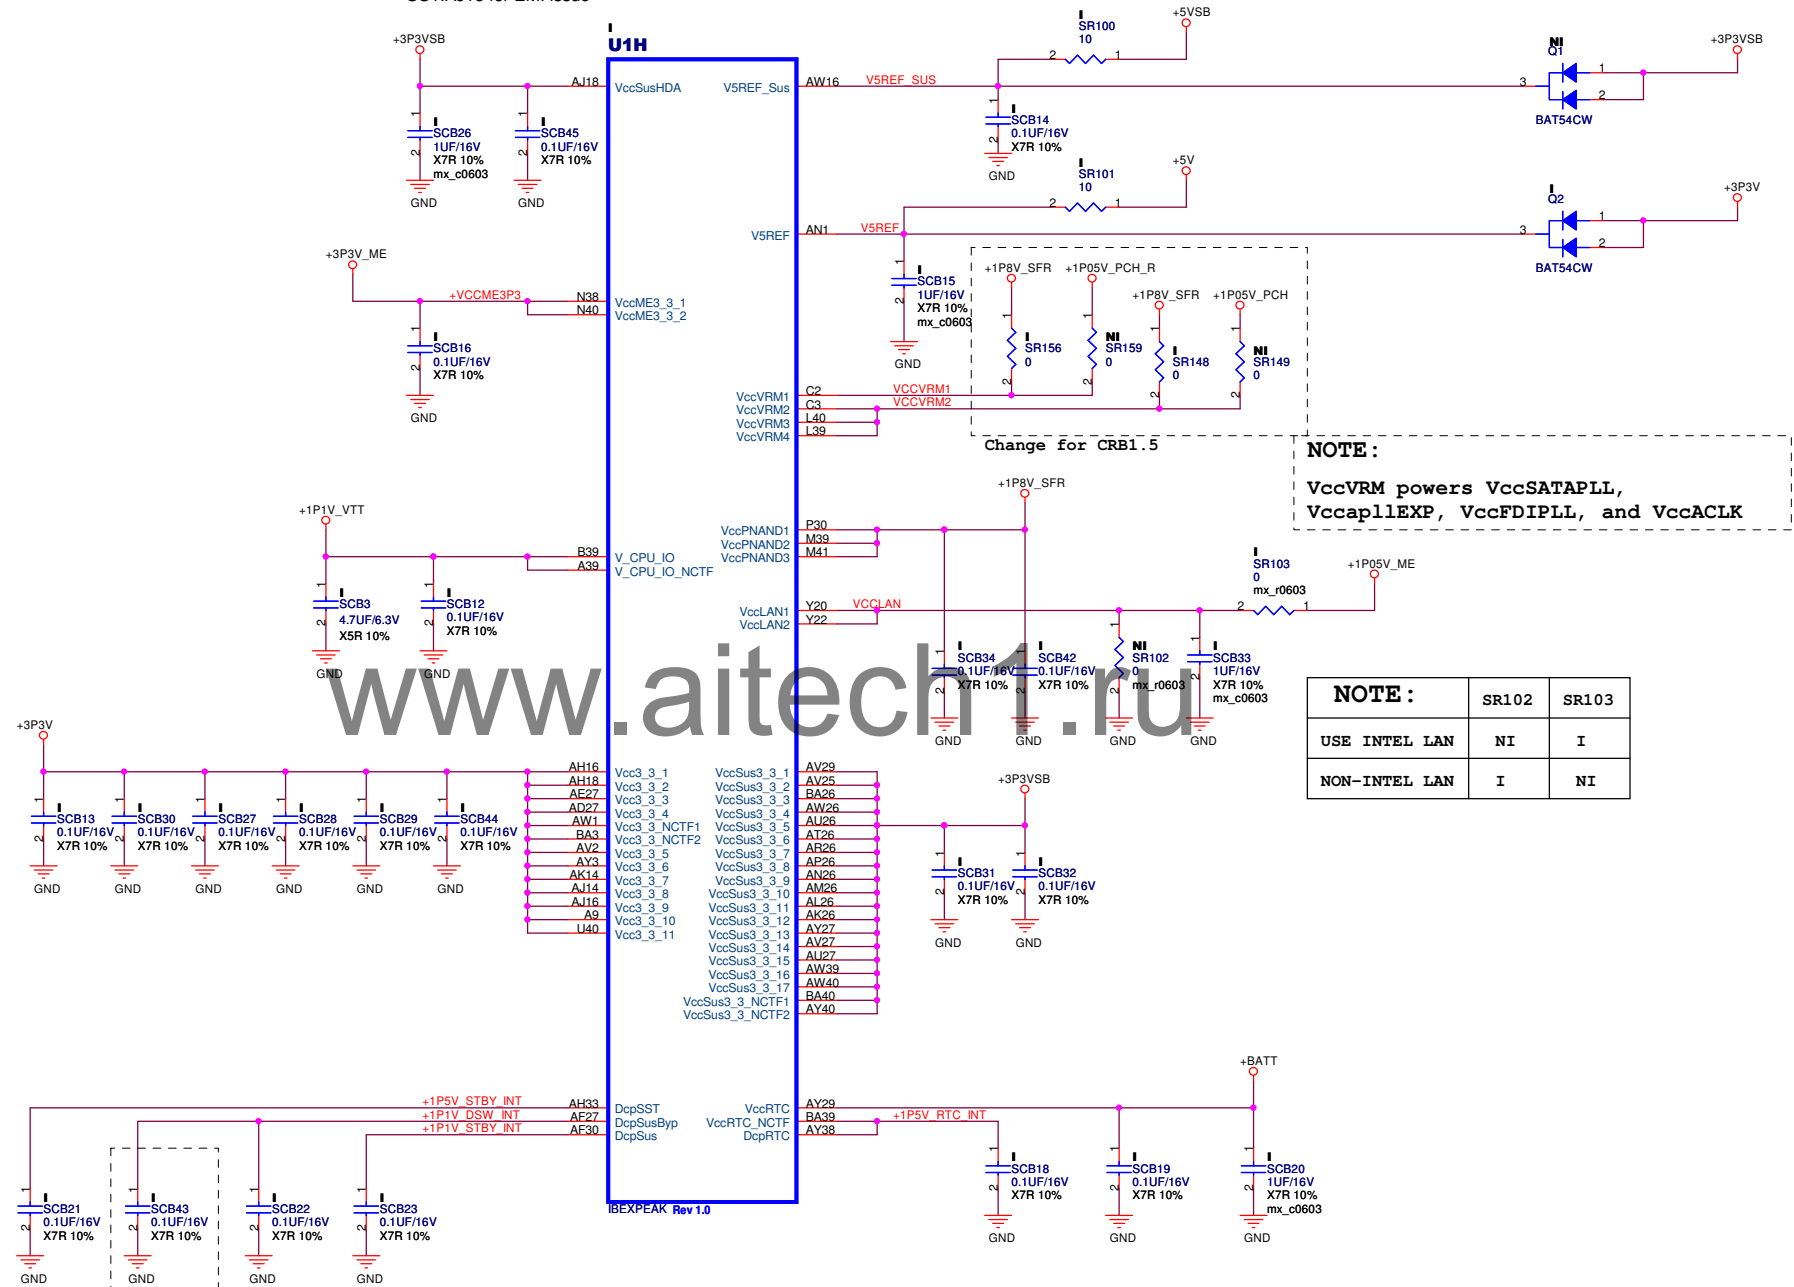 I
U1H
+3P3VSB
AJ18 VccSusHDA
I
SCB26
1UF/16V
X7R 10%
mx_c0603
GND
I
SCB45
0.1UF/16V
X7R 10%
GND
V5REF_Sus AW16 V5REF_SUS
I
SR100
10
2 1
+5VSB
I
SCB14
0.1UF/16V
X7R 10%
GND
NI
Q1
3 1 2
BAT54CW
+3P3VSB
I
SR101
10
2 1
+5V
V5REF AN1 V5REF
I
SCB15
1UF/16V
X7R 10%
mx_c0603
GND
I
Q2
3 1 2
BAT54CW
+3P3V
+3P3V_ME
+VCCME3P3
N38 VccME3_3_1
N40 VccME3_3_2
I
SCB16
0.1UF/16V
X7R 10%
GND
+1P8V_SFR
+1P05V_PCH_R
+1P8V_SFR
+1P05V_PCH
I
SR156
0
NI
SR159
0
I
SR148
0
NI
SR149
0
VccVRM1 C2 VCCVRM1
VccVRM2 C3 VCCVRM2
VccVRM3 L40
VccVRM4 L39
Change for CRB1.5
NOTE:
VccVRM powers VccSATAPLL,
VccapllEXP, VccFDIPLL, and VccACLK
+1P1V_VTT
B39 V_CPU_IO
A39 V_CPU_IO_NCTF
I
SCB3
4.7UF/6.3V
X5R 10%
GND
I
SCB12
0.1UF/16V
X7R 10%
GND
+1P8V_SFR
VccPNAND1 P30
VccPNAND2 M39
VccPNAND3 M41
VccLAN1 Y20 VCCLAN
VccLAN2 Y22
I
SR103
0
mx_r0603
2 1
+1P05V_ME
I
SCB34
0.1UF/16V
X7R 10%
GND
I
SCB42
0.1UF/16V
X7R 10%
GND
NI
SR102
0
mx_r0603
GND
I
SCB33
1UF/16V
X7R 10%
mx_c0603
GND
www.aitech1.ru
NOTE: SR102 SR103
USE INTEL LAN NI I
NON-INTEL LAN I NI
+3P3V
I
SCB13
0.1UF/16V
X7R 10%
GND
I
SCB30
0.1UF/16V
X7R 10%
GND
I
SCB27
0.1UF/16V
X7R 10%
GND
I
SCB28
0.1UF/16V
X7R 10%
GND
I
SCB29
0.1UF/16V
X7R 10%
GND
I
SCB44
0.1UF/16V
X7R 10%
GND
AH16 Vcc3_3_1
AH18 Vcc3_3_2
AE27 Vcc3_3_3
AD27 Vcc3_3_4
AW1 Vcc3_3_NCTF1
BA3 Vcc3_3_NCTF2
AV2 Vcc3_3_5
AY3 Vcc3_3_6
AK14 Vcc3_3_7
AJ14 Vcc3_3_8
AJ16 Vcc3_3_9
A9 Vcc3_3_10
U40 Vcc3_3_11
VccSus3_3_1 AV29
VccSus3_3_2 AV25
VccSus3_3_3 BA26
VccSus3_3_4 AW26
VccSus3_3_5 AU26
VccSus3_3_6 AT26
VccSus3_3_7 AR26
VccSus3_3_8 AP26
VccSus3_3_9 AN26
VccSus3_3_10 AM26
VccSus3_3_11 AL26
VccSus3_3_12 AK26
VccSus3_3_13 AY27
VccSus3_3_14 AV27
VccSus3_3_15 AU27
VccSus3_3_16 AW39
VccSus3_3_17 AW40
VccSus3_3_NCTF1 BA40
VccSus3_3_NCTF2 AY40
+3P3VSB
I
SCB31
0.1UF/16V
X7R 10%
GND
I
SCB32
0.1UF/16V
X7R 10%
GND
+1P5V_STBY_INT AH33 DcpSST
+1P1V_DSW_INT AF27 DcpSusByp
+1P1V_STBY_INT AF30 DcpSus
I
SCB21
0.1UF/16V
X7R 10%
GND
I
SCB43
0.1UF/16V
X7R 10%
GND
I
SCB22
0.1UF/16V
X7R 10%
GND
I
SCB23
0.1UF/16V
X7R 10%
GND
+BATT
VccRTC AY29
VccRTC_NCTF BA39 +1P5V_RTC_INT
DcpRTC AY38
I
SCB18
0.1UF/16V
X7R 10%
GND
I
SCB19
0.1UF/16V
X7R 10%
GND
I
SCB20
1UF/16V
X7R 10%
mx_c0603
GND
IBEXPEAK Rev 1.0